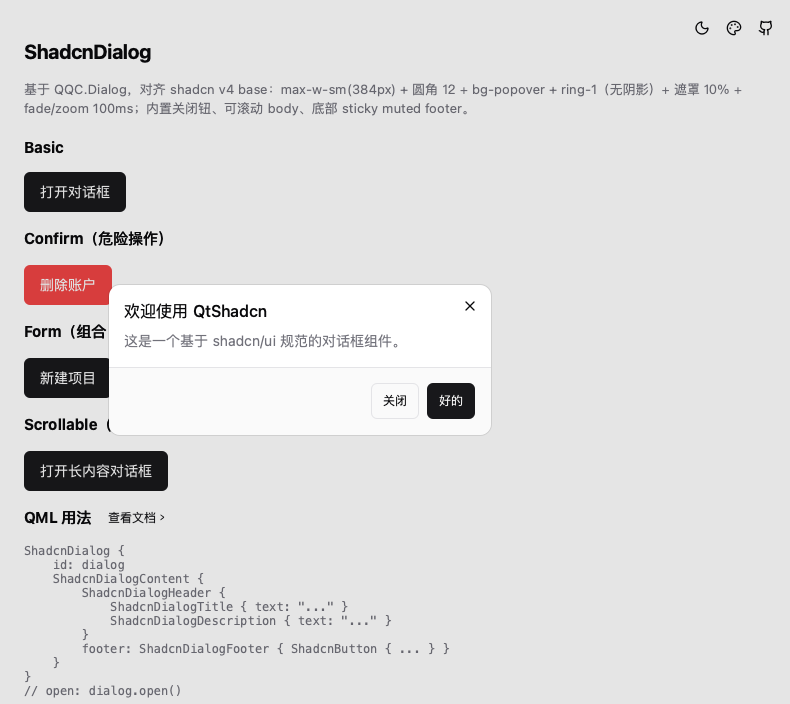 ShadcnDialog
基于 QQC.Dialog，对齐 shadcn v4 base：max-w-sm(384px) + 圆角 12 + bg-popover + ring-1（无阴影）+ 遮罩 10% +
fade/zoom 100ms；内置关闭钮、可滚动 body、底部 sticky muted footer。
Basic
打开对话框
Confirm（危险操作）
删除账户
欢迎使用 QtShadcn
这是一个基于 shadcn/ui 规范的对话框组件。
关闭 好的
Form（组合
新建项目
Scrollable（
打开长内容对话框
QML 用法 查看文档 ›
ShadcnDialog {
    id: dialog
    ShadcnDialogContent {
        ShadcnDialogHeader {
            ShadcnDialogTitle { text: "..." }
            ShadcnDialogDescription { text: "..." }
        }
        footer: ShadcnDialogFooter { ShadcnButton { ... } }
    }
}
// open: dialog.open()